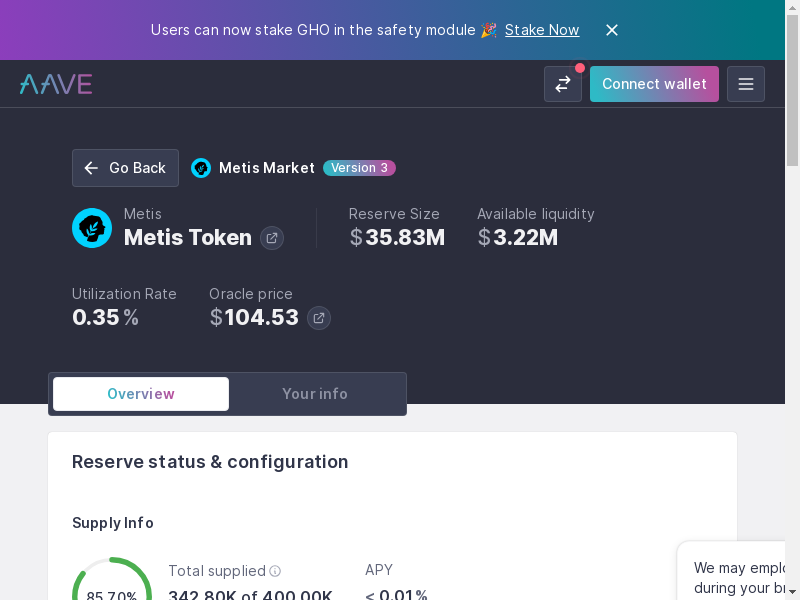 Users can now stake GHO in the safety module 🎉 Stake Now
AAVE
Connect wallet
Go Back
Metis Market
Version 3
Metis
Metis Token
Reserve Size
$35.83M
Available liquidity
$3.22M
Utilization Rate
0.35%
Oracle price
$104.53
Overview
Your info
Reserve status & configuration
Supply Info
85.70%
Total supplied
342.80K of 400.00K
APY
< 0.01%
We may emplo
during your br